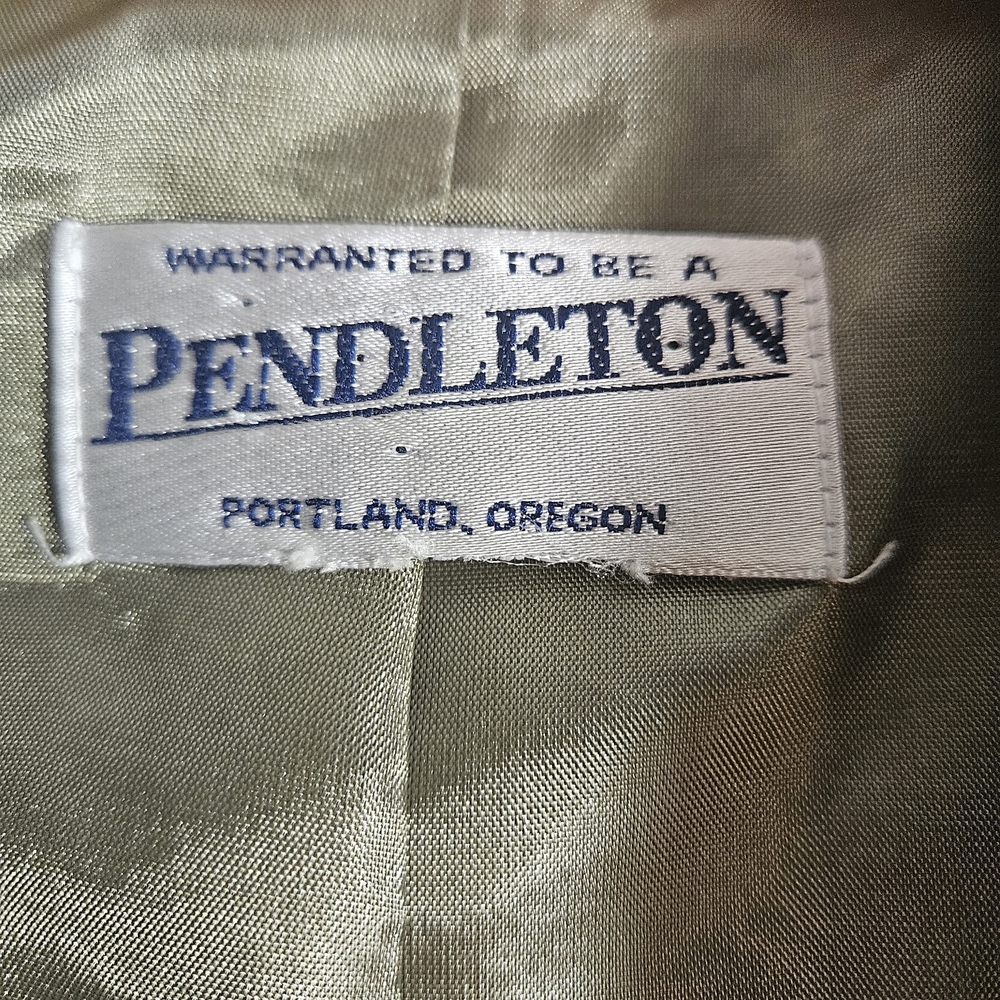 WARRANTED TO BE A
PENDLETON
PORTLAND, OREGON